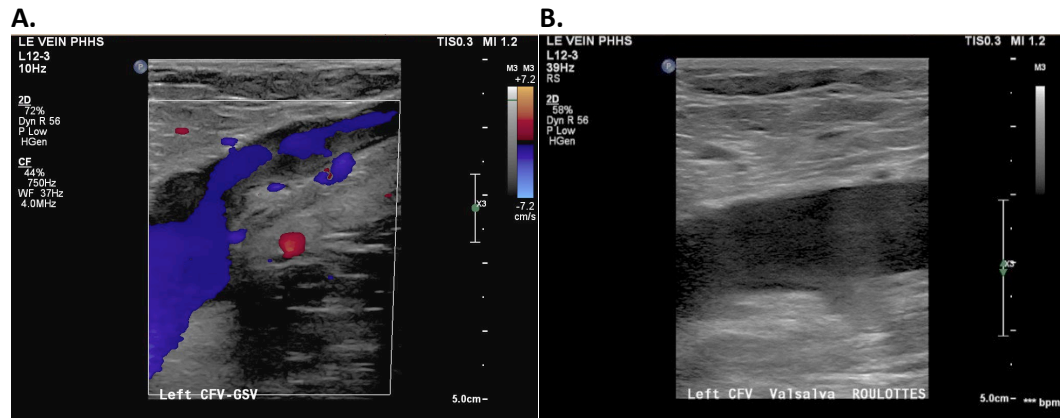 A.
LE VEIN PHHS
TIS0.3 MI 1.2
L12-3
10Hz
M3 M3
+7.2
2D
72%
Dyn R 56
P Low
HGen
CF
44%
750Hz
WF 37Hz
4.0MHz
x3
-7.2
cm/s
P
Left CFV-GSV
5.0cm
B.
LE VEIN PHHS
TIS0.3 MI 1.2
L12-3
39Hz
RS
M3
2D
58%
Dyn R 56
P Low
HGen
P
Left CFV Valsalva ROULOTTES
5.0cm
*** bpm